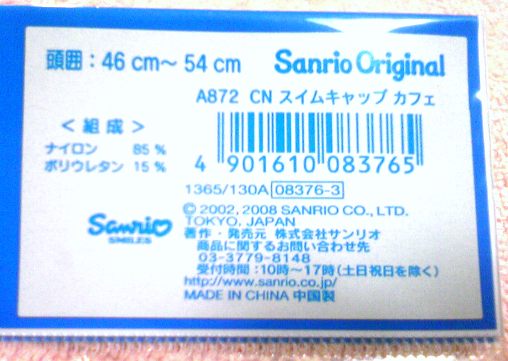 頭囲：46 cm～ 54 cm
Sanrio Original
A872 CN スイムキャップ カフェ
＜ 組成 ＞
ナイロン 85 %
ポリウレタン 15 %
4 901610 083765
1365/130A 08376-3
© 2002, 2008 SANRIO CO., LTD.
TOKYO, JAPAN
Sanrio
SMILES
著作・発売元 株式会社サンリオ
商品に関するお問い合わせ先
03-3779-8148
受付時間：10時～17時(土日祝日を除く)
http://www.sanrio.co.jp/
MADE IN CHINA 中国製